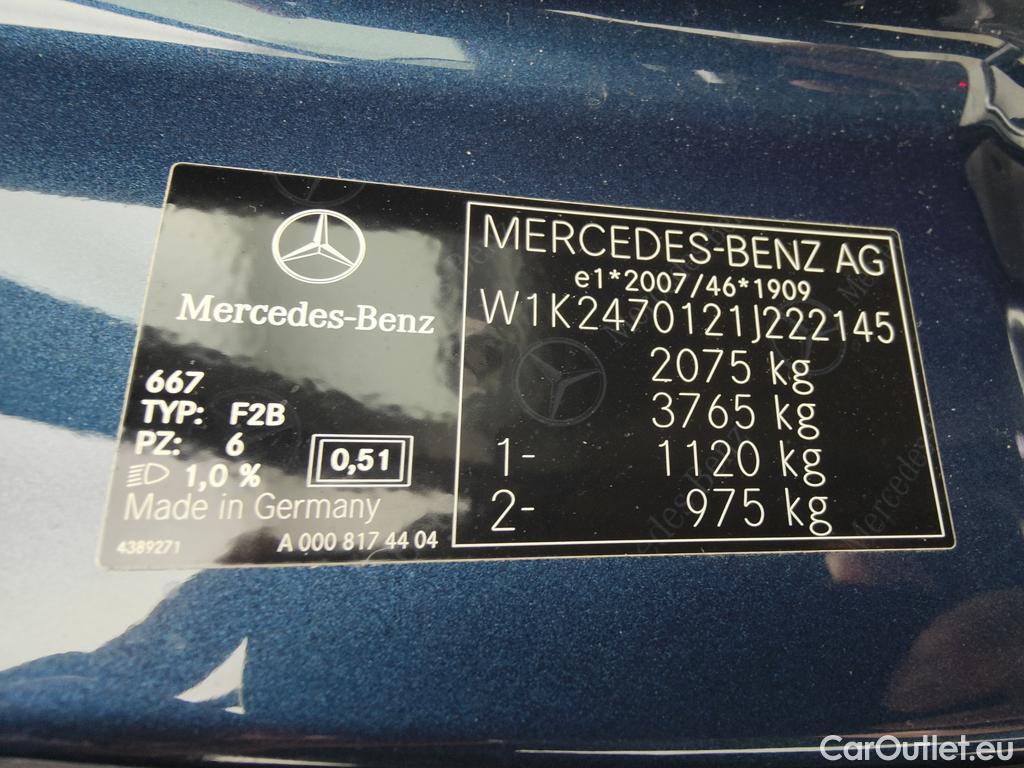 Mercedes-Benz
667
TYP: F2B
PZ: 6
1,0 %
0,51
Made in Germany
4389271
A 000 817 44 04
MERCEDES-BENZ AG
e1*2007/46*1909
W1K2470121J222145
2075 kg
3765 kg
1- 1120 kg
2- 975 kg
CarOutlet.eu